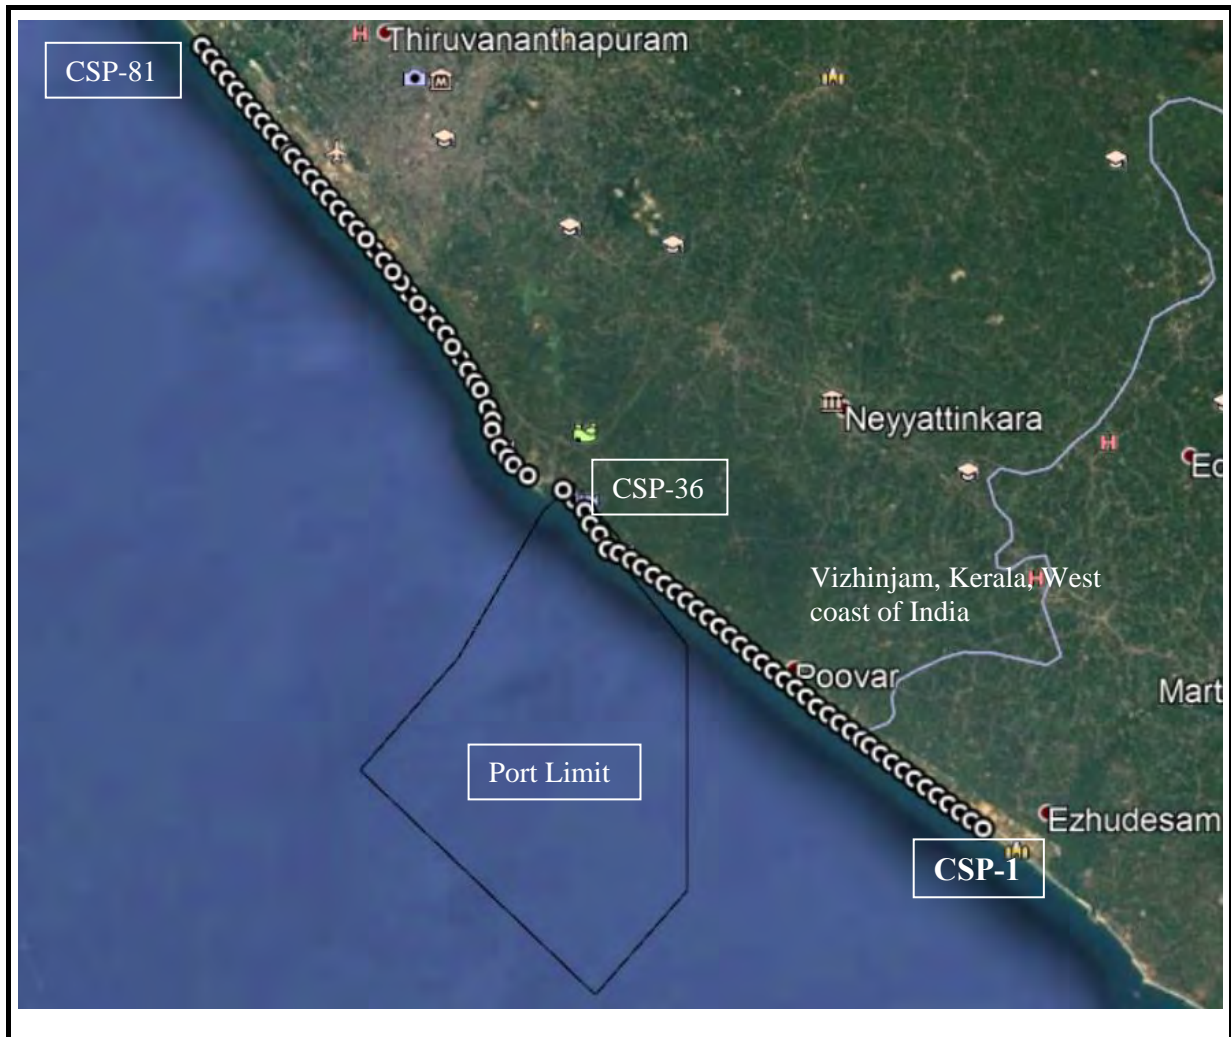 Thiruvananthapuram
CSP-81
Neyyattinkara
Ec
CSP-36
Vizhinjam, Kerala, West
coast of India
Poovar
Mart
Port Limit
Ezhudesam
CSP-1